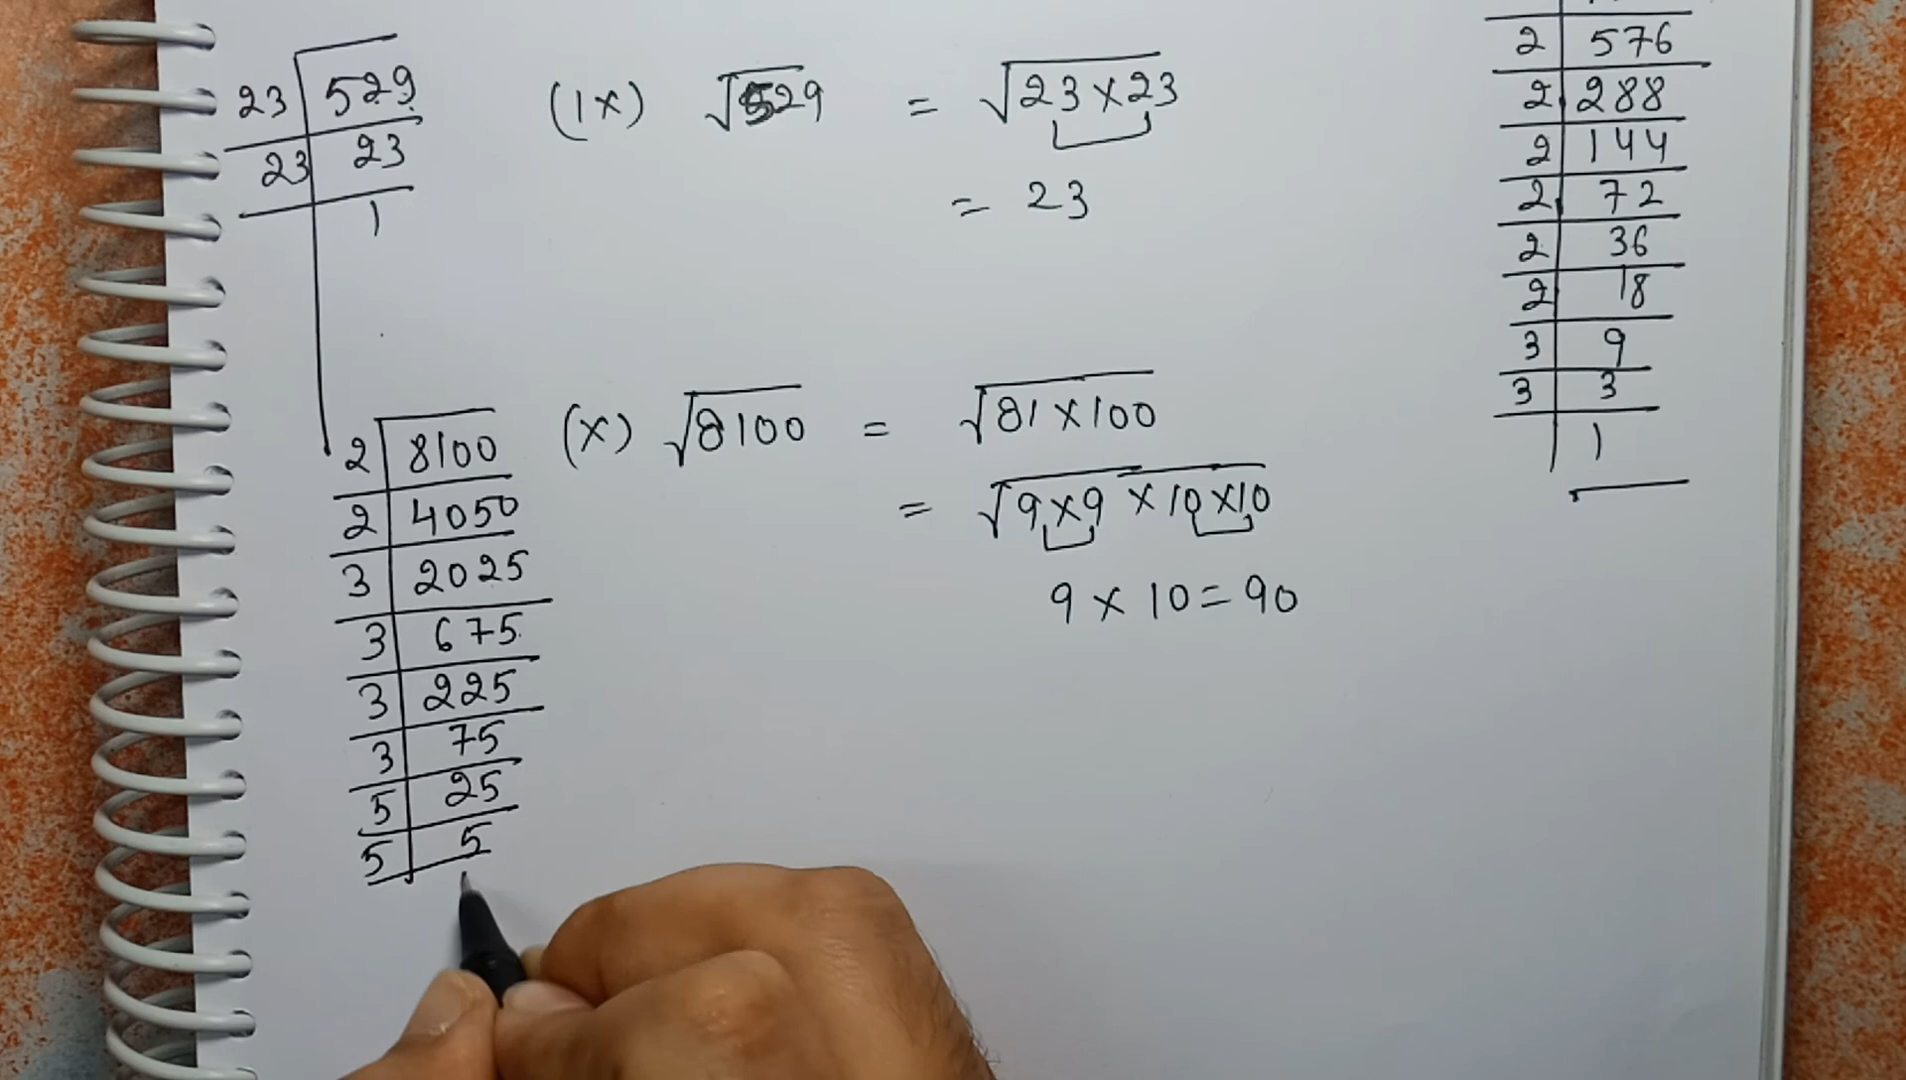 23 | 529
23 | 23
1
(ix) √529 = √23×23
= 23
2 | 8100
2 | 4050
3 | 2025
3 | 675
3 | 225
3 | 75
5 | 25
5 | 5
(x) √8100 = √81×100
= √9×9×10×10
9×10=90
2 | 576
2 | 288
2 | 144
2 | 72
2 | 36
2 | 18
3 | 9
3 | 3
1